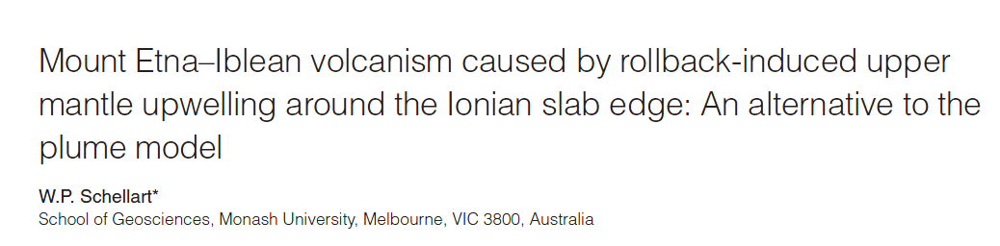 Mount Etna–Iblean volcanism caused by rollback-induced upper
mantle upwelling around the Ionian slab edge: An alternative to the
plume model
W.P. Schellart*
School of Geosciences, Monash University, Melbourne, VIC 3800, Australia